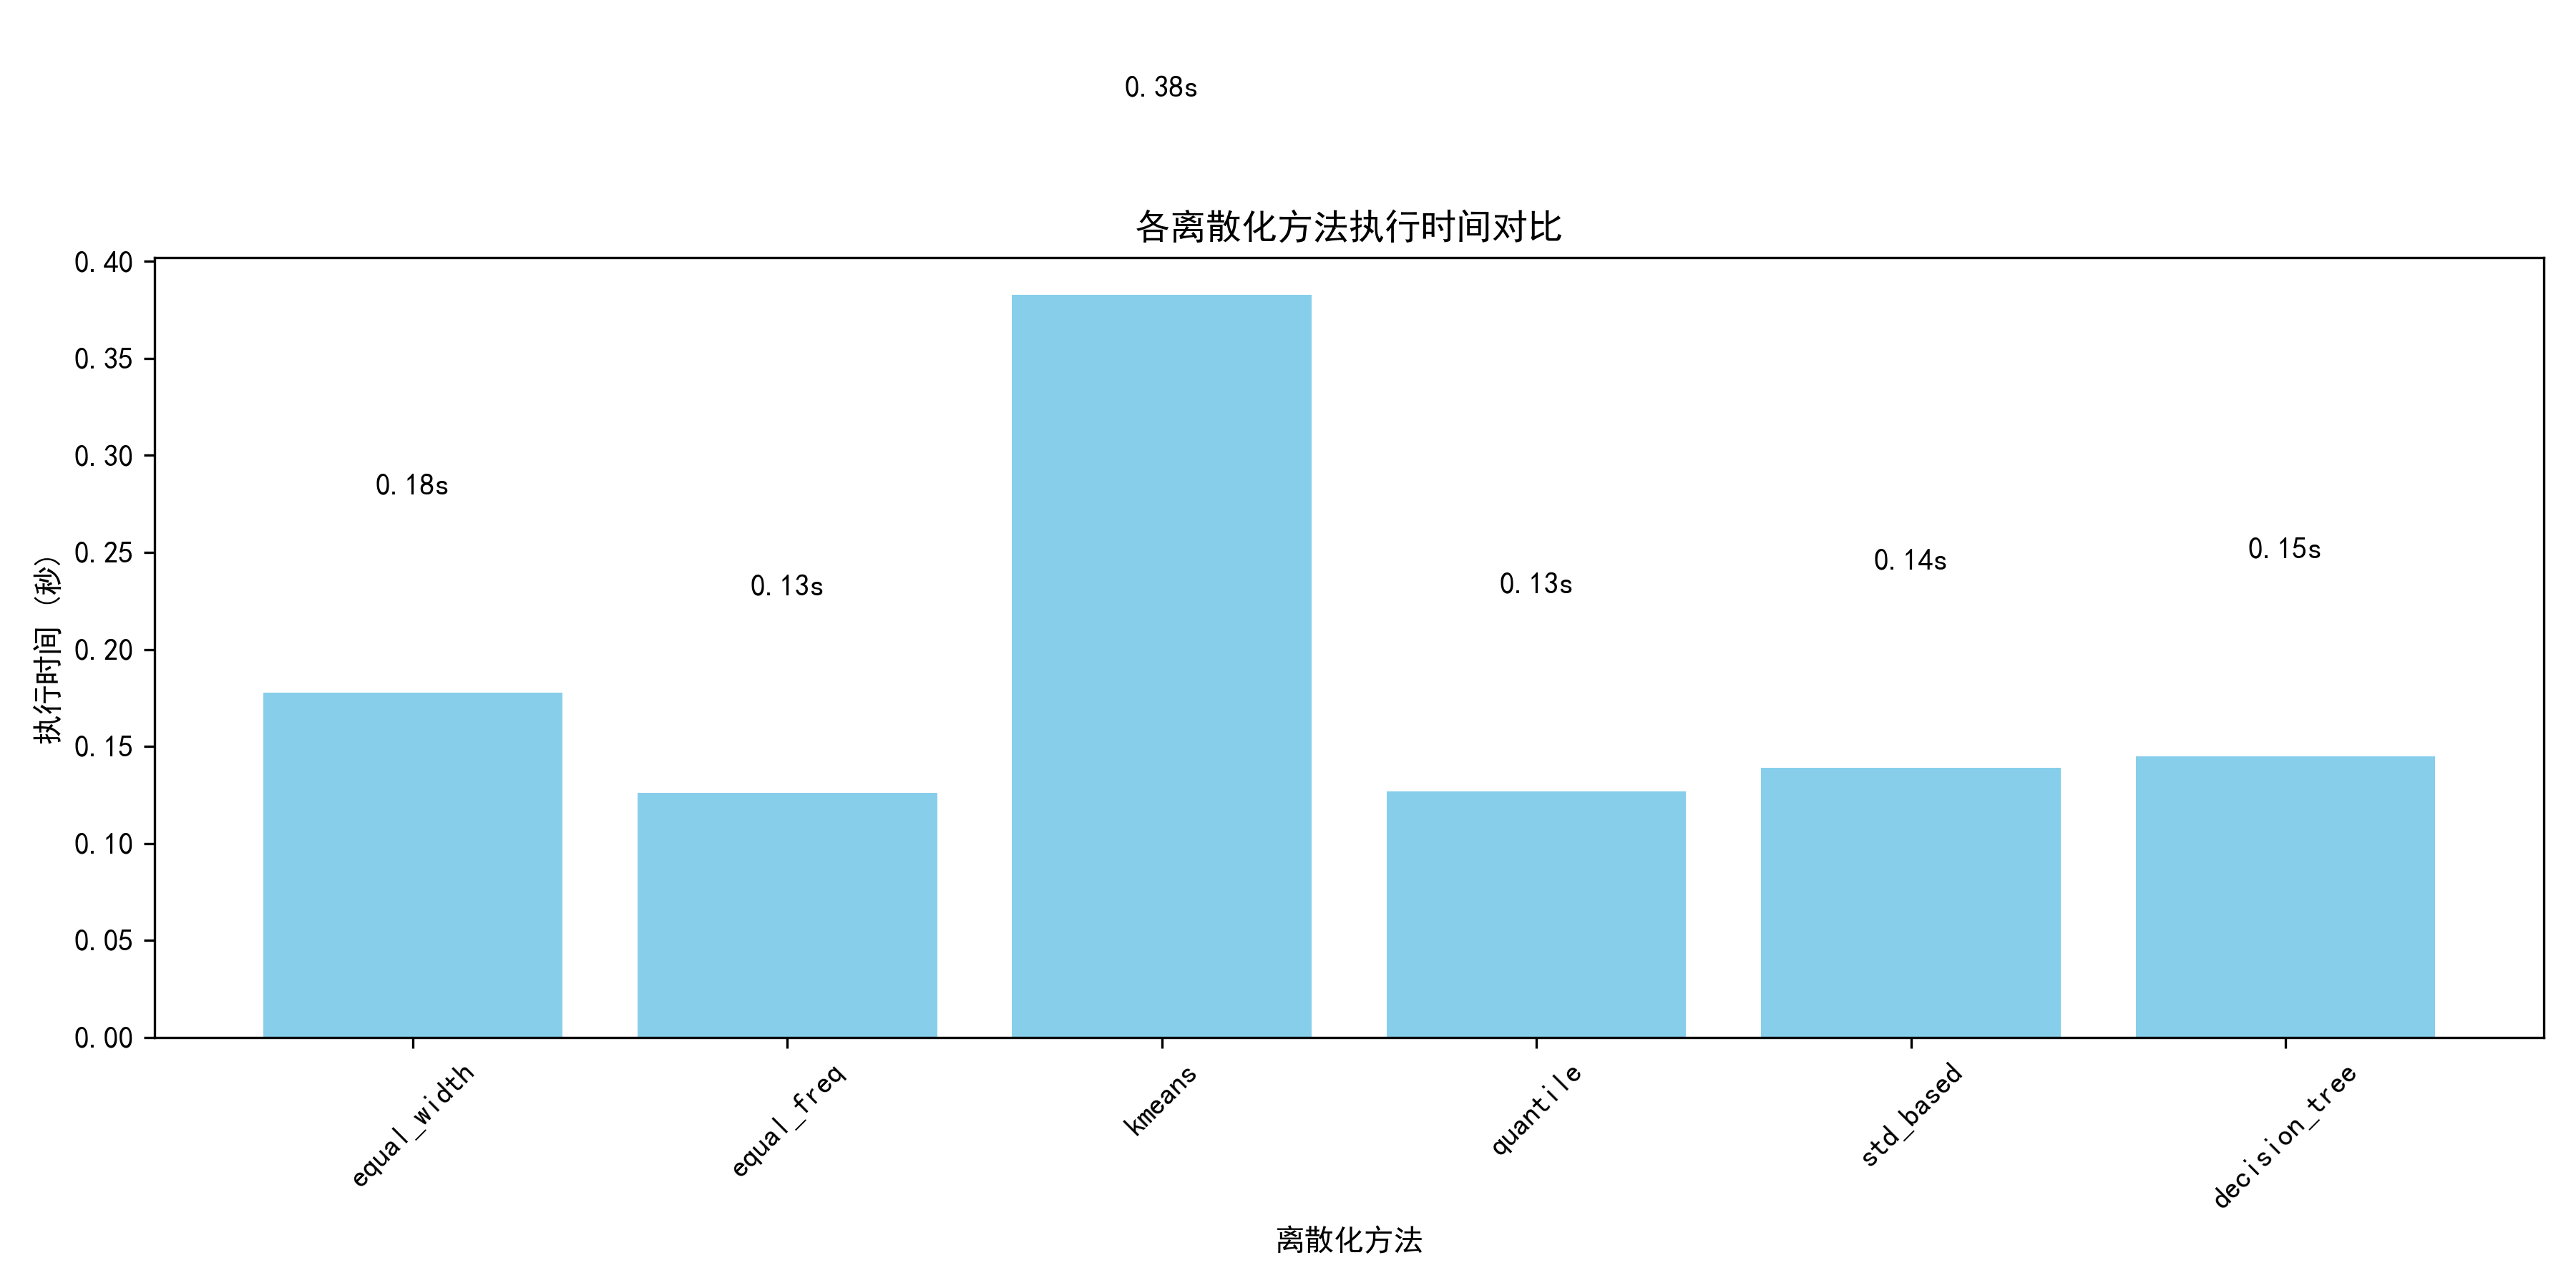 0.38s
各离散化方法执行时间对比
0.40
0.35
0.30
0.25
0.20
0.15
0.10
0.05
0.00
执行时间 (秒)
0.18s
0.13s
0.13s
0.14s
0.15s
equal_width
equal_freq
kmeans
quantile
std_based
decision_tree
离散化方法